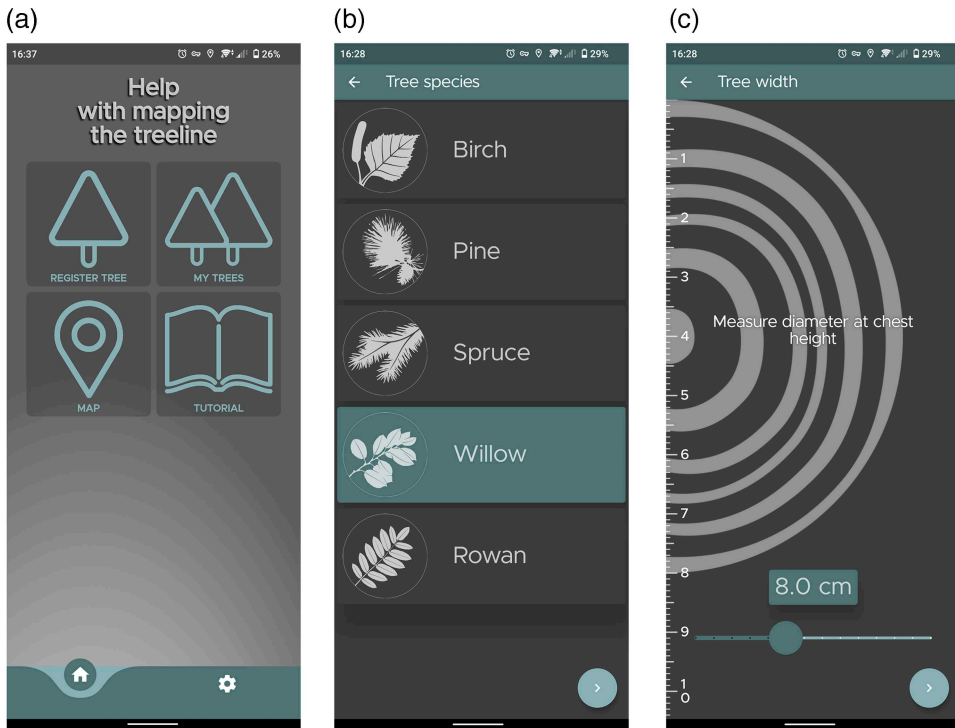 (a)
16:37
26%
Help
with mapping
the treeline
REGISTER TREE
MY TREES
MAP
TUTORIAL
(b)
16:28
29%
Tree species
Birch
Pine
Spruce
Willow
Rowan
(c)
16:28
29%
Tree width
1
2
3
Measure diameter at chest
height
4
5
6
7
8
8.0 cm
9
1
0